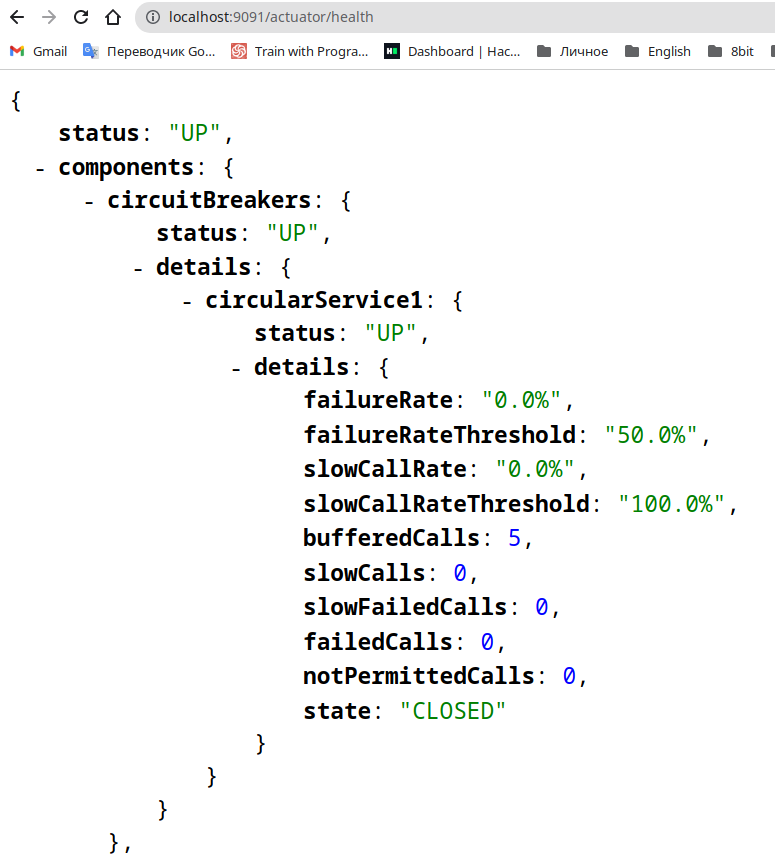 localhost:9091/actuator/health
Gmail Переводчик Go... Train with Progra... Dashboard | Hac... Личное English 8bit
{
status: "UP",
- components: {
- circuitBreakers: {
status: "UP",
- details: {
- circularService1: {
status: "UP",
- details: {
failureRate: "0.0%",
failureRateThreshold: "50.0%",
slowCallRate: "0.0%",
slowCallRateThreshold: "100.0%",
bufferedCalls: 5,
slowCalls: 0,
slowFailedCalls: 0,
failedCalls: 0,
notPermittedCalls: 0,
state: "CLOSED"
}
}
}
},